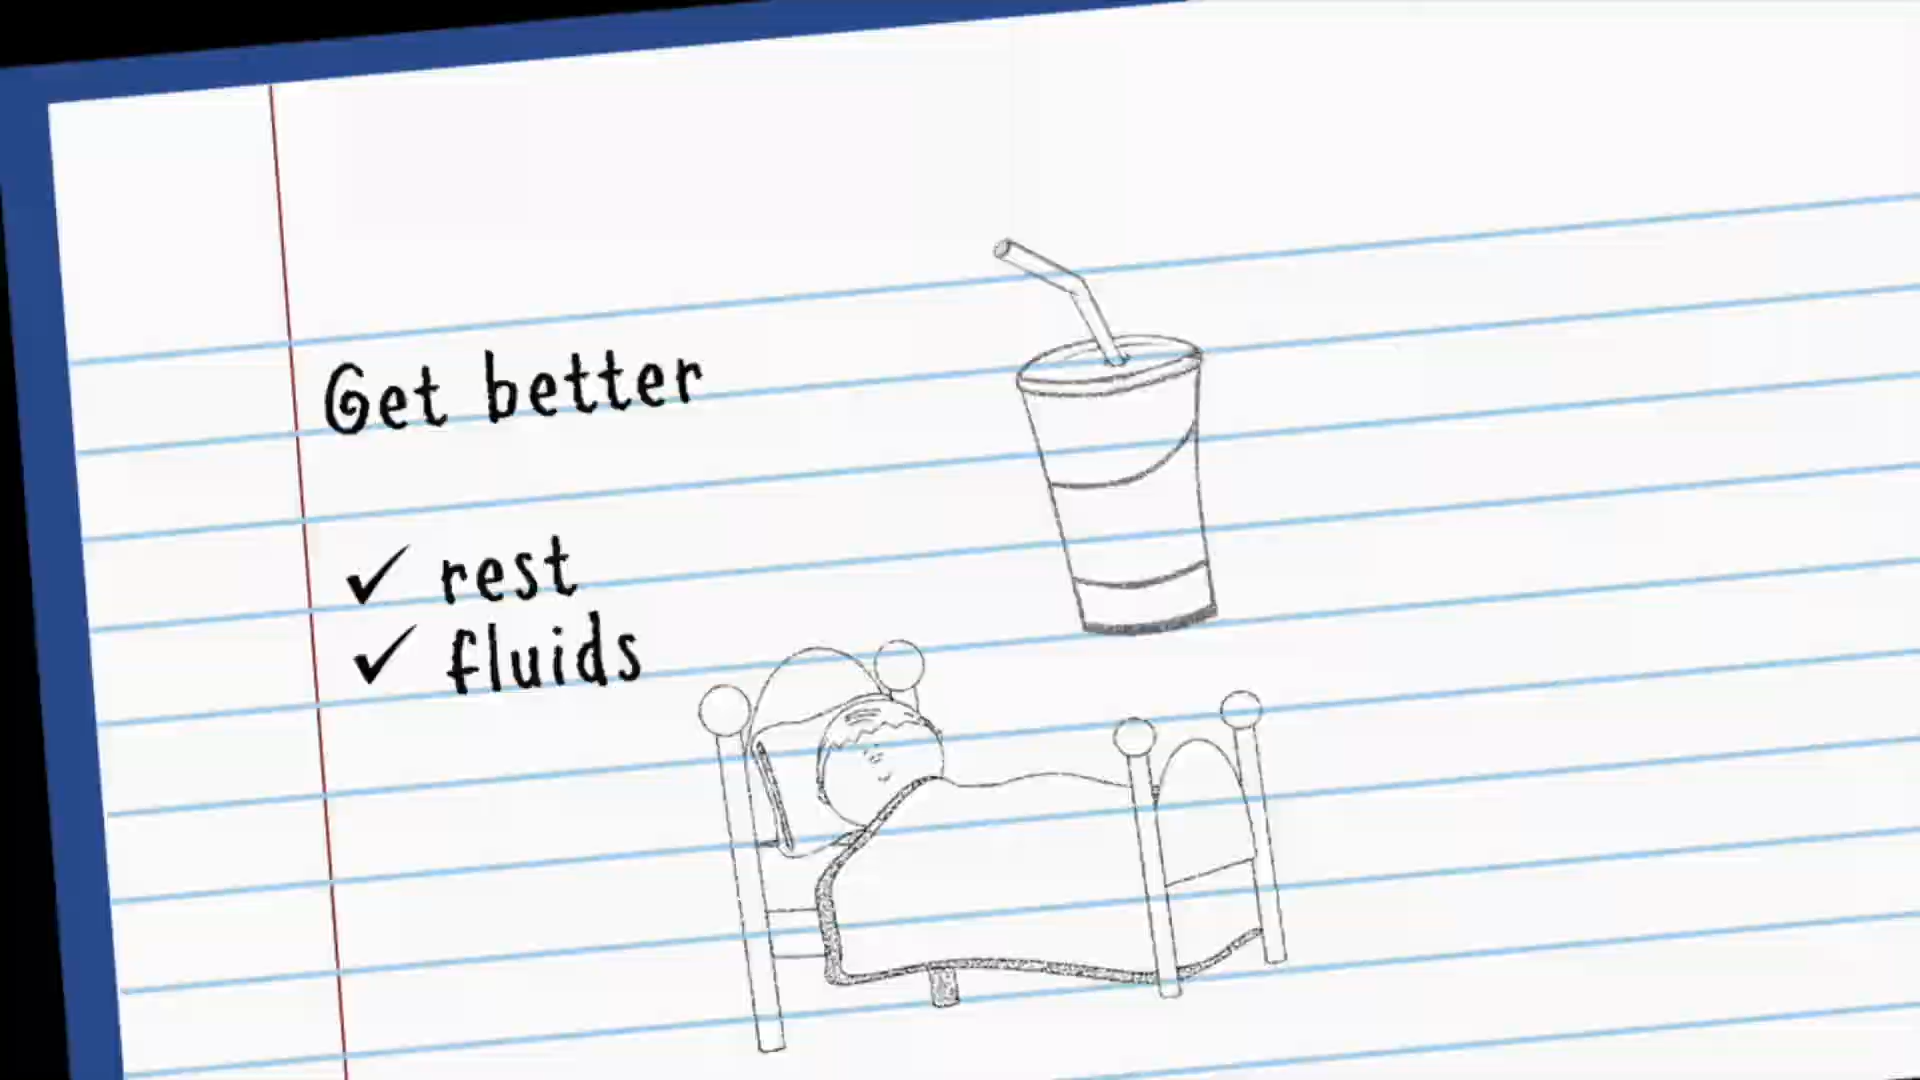 Get better
✓ rest
✓ fluids